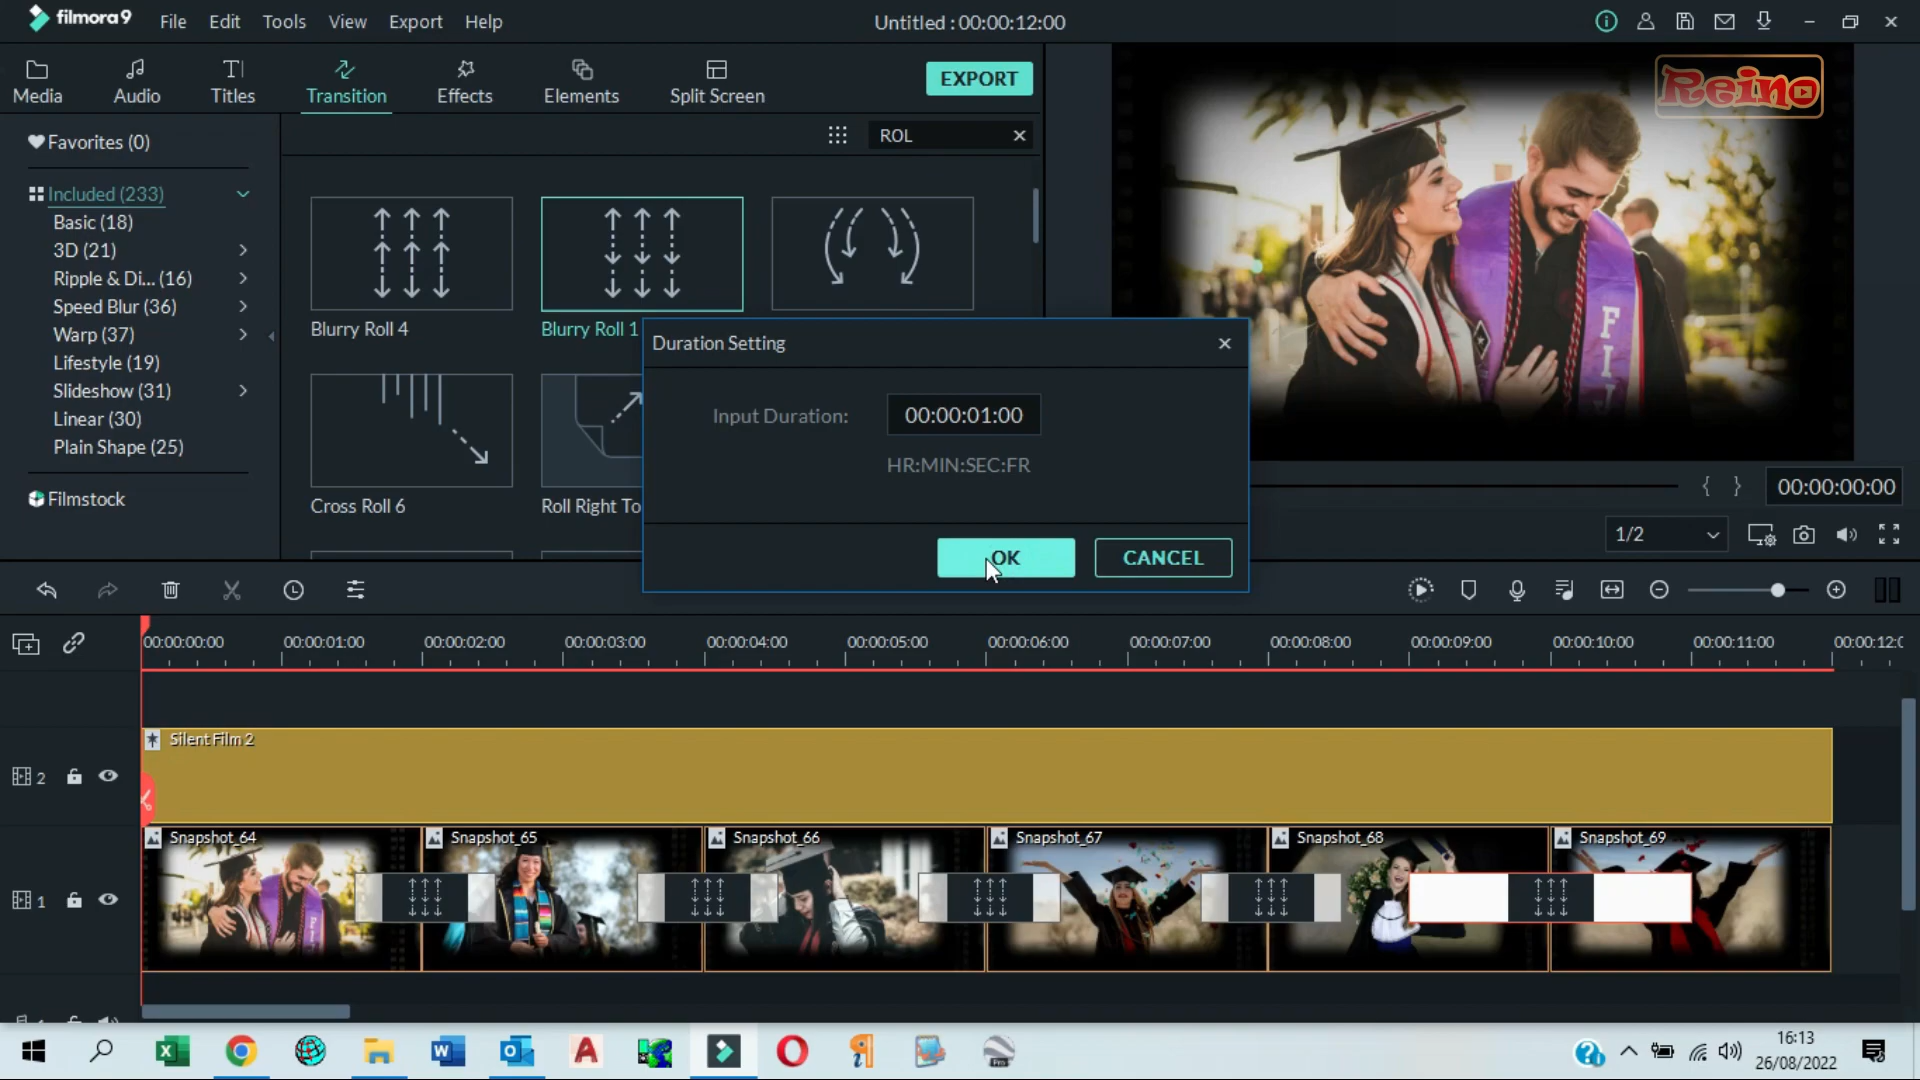 filmora9 File Edit Tools View Export Help Untitled : 00:00:12:00
Media Audio Titles Transition Effects Elements Split Screen EXPORT
Reino
Favorites (0)
ROL
Included (233)
Basic (18)
3D (21)
Ripple & Di... (16)
Speed Blur (36)
Warp (37)
Lifestyle (19)
Slideshow (31)
Linear (30)
Plain Shape (25)
Filmstock
Blurry Roll 4 Blurry Roll 1
Cross Roll 6 Roll Right To
Duration Setting
Input Duration: 00:00:01:00
HR:MIN:SEC:FR
OK CANCEL
FIJ
00:00:00:00
1/2
00:00:00:00 00:00:01:00 00:00:02:00 00:00:03:00 00:00:04:00 00:00:05:00 00:00:06:00 00:00:07:00 00:00:08:00 00:00:09:00 00:00:10:00 00:00:11:00 00:00:12:0
Silent Film 2
2
Snapshot_64 Snapshot_65 Snapshot_66 Snapshot_67 Snapshot_68 Snapshot_69
1
16:13
26/08/2022